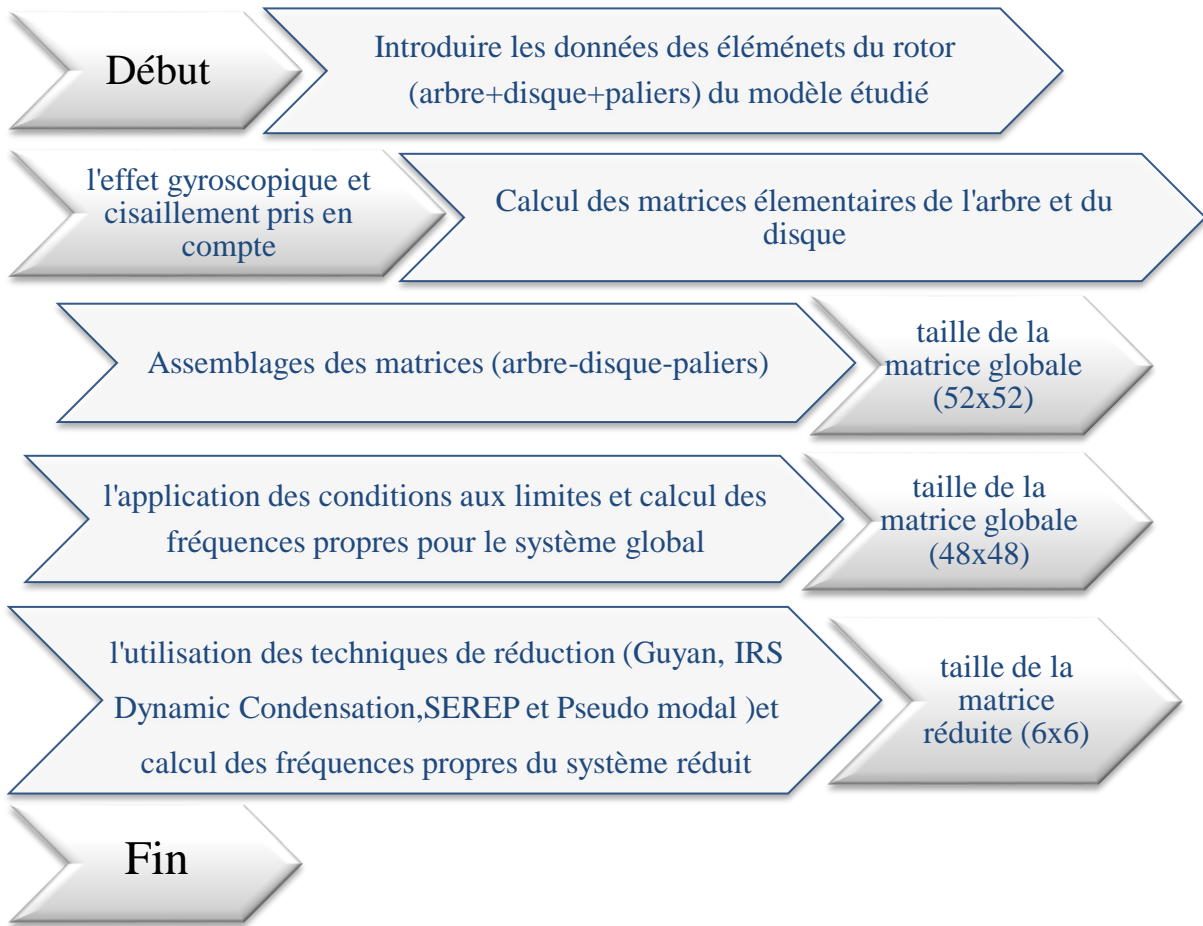 Début
Introduire les données des éléménets du rotor
(arbre+disque+paliers) du modèle étudié
l'effet gyroscopique et
cisaillement pris en
compte
Calcul des matrices élementaires de l'arbre et du
disque
Assemblages des matrices (arbre-disque-paliers)
taille de la
matrice globale
(52x52)
l'application des conditions aux limites et calcul des
fréquences propres pour le système global
taille de la
matrice globale
(48x48)
l'utilisation des techniques de réduction (Guyan, IRS
Dynamic Condensation,SEREP et Pseudo modal )et
calcul des fréquences propres du système réduit
taille de la
matrice
réduite (6x6)
Fin